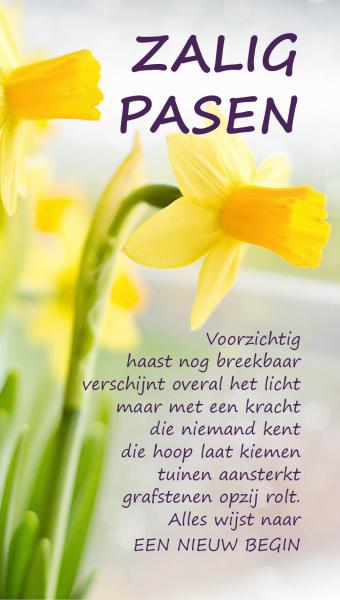 ZALIG
PASEN
Voorzichtig
haast nog breekbaar
verschijnt overal het licht
maar met een kracht
die niemand kent
die hoop laat kiemen
tuinen aansterkt
grafstenen opzij rolt.
Alles wijst naar
EEN NIEUW BEGIN